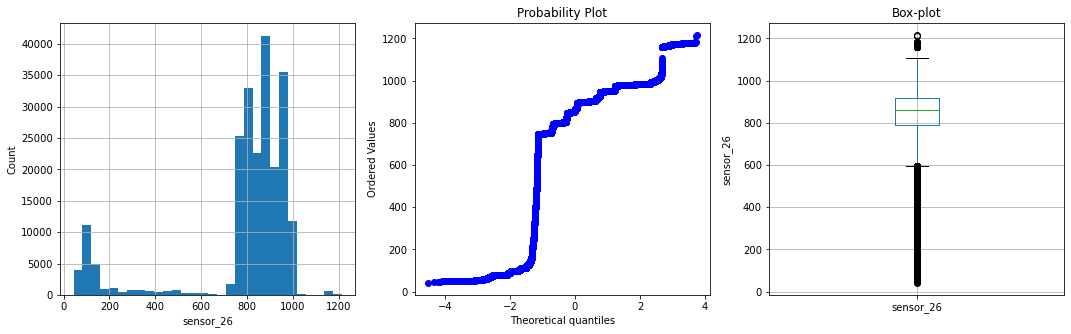 Count
40000
35000
30000
25000
20000
15000
10000
5000
0
0 200 400 600 800 1000 1200
sensor_26
Probability Plot
Ordered Values
1200
1000
800
600
400
200
0
−4 −2 0 2 4
Theoretical quantiles
Box-plot
sensor_26
1200
1000
800
600
400
200
0
sensor_26